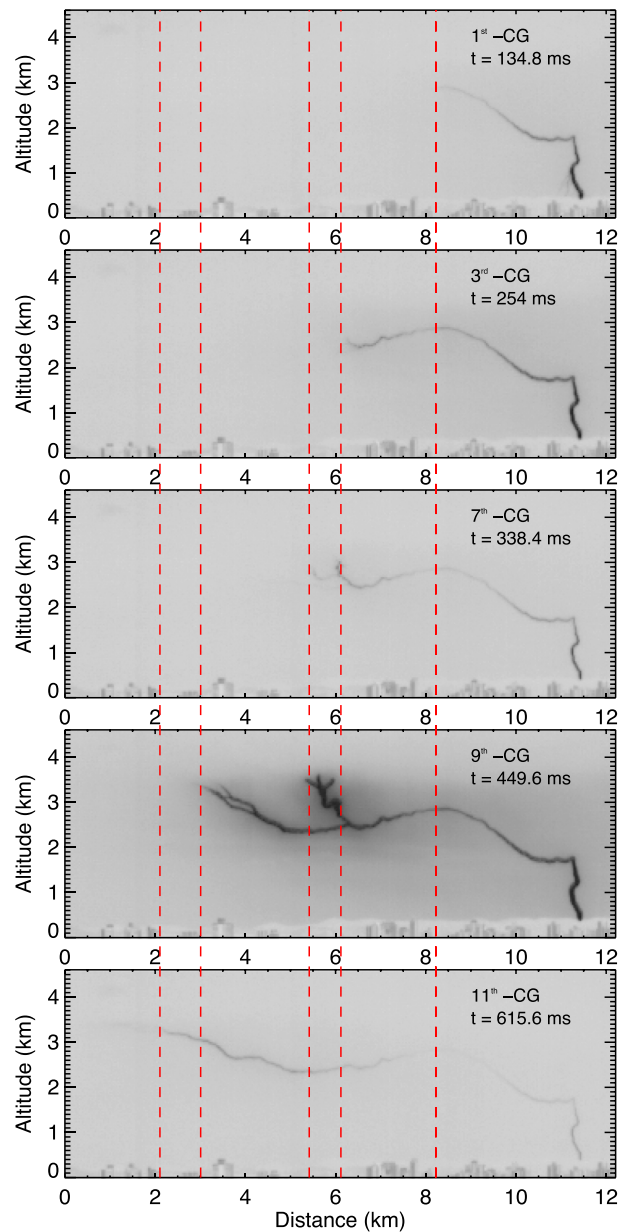 4
3
2
1
0
Altitude (km)
1st –CG
t = 134.8 ms
0 2 4 6 8 10 12
4
3
2
1
0
Altitude (km)
3rd –CG
t = 254 ms
0 2 4 6 8 10 12
4
3
2
1
0
Altitude (km)
7th –CG
t = 338.4 ms
0 2 4 6 8 10 12
4
3
2
1
0
Altitude (km)
9th –CG
t = 449.6 ms
0 2 4 6 8 10 12
4
3
2
1
0
Altitude (km)
11th –CG
t = 615.6 ms
0 2 4 6 8 10 12
Distance (km)